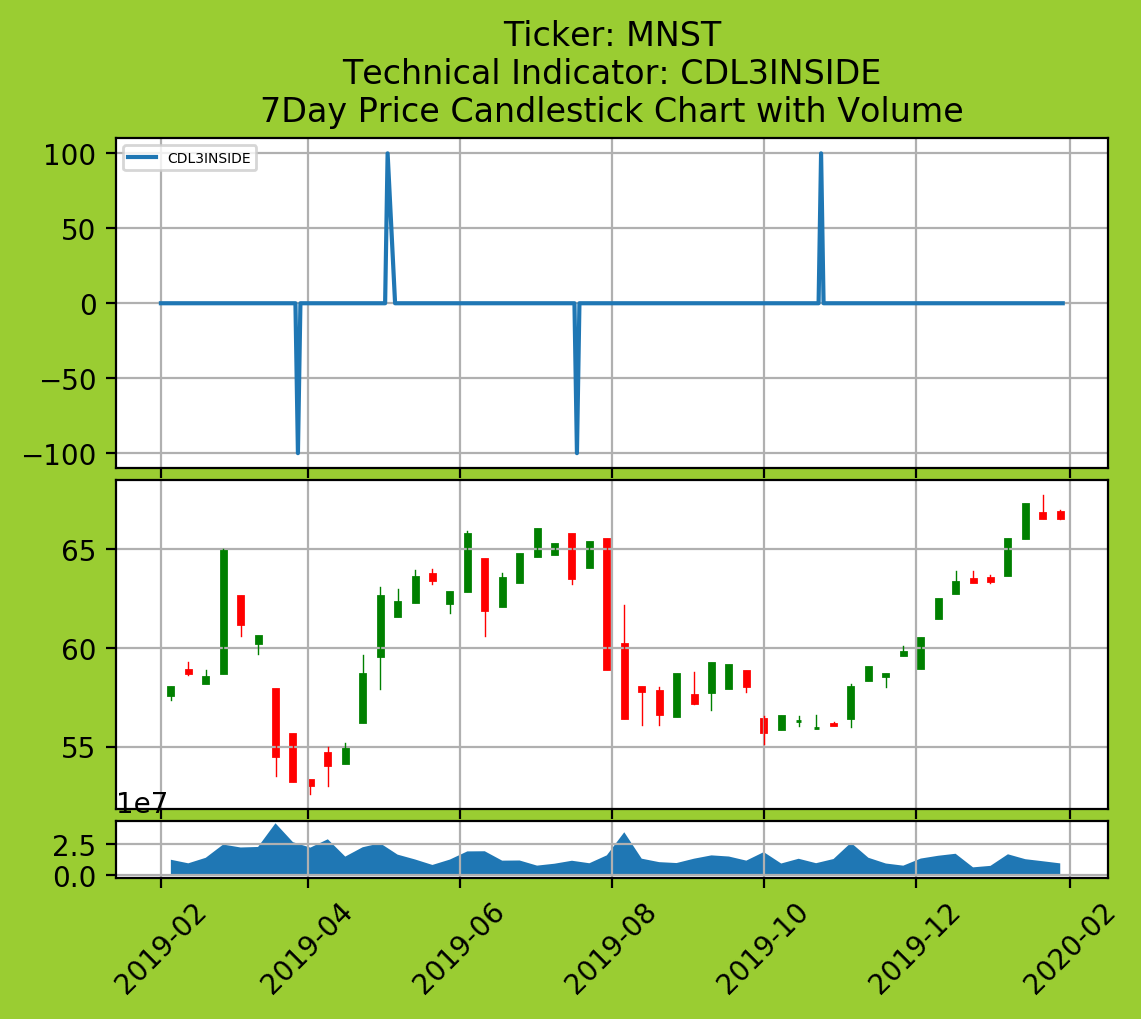 Ticker: MNST
Technical Indicator: CDL3INSIDE
7Day Price Candlestick Chart with Volume
100
CDL3INSIDE
50
0
−50
−100
65
60
55
1e7
2.5
0.0
2019-02 2019-04 2019-06 2019-08 2019-10 2019-12 2020-02